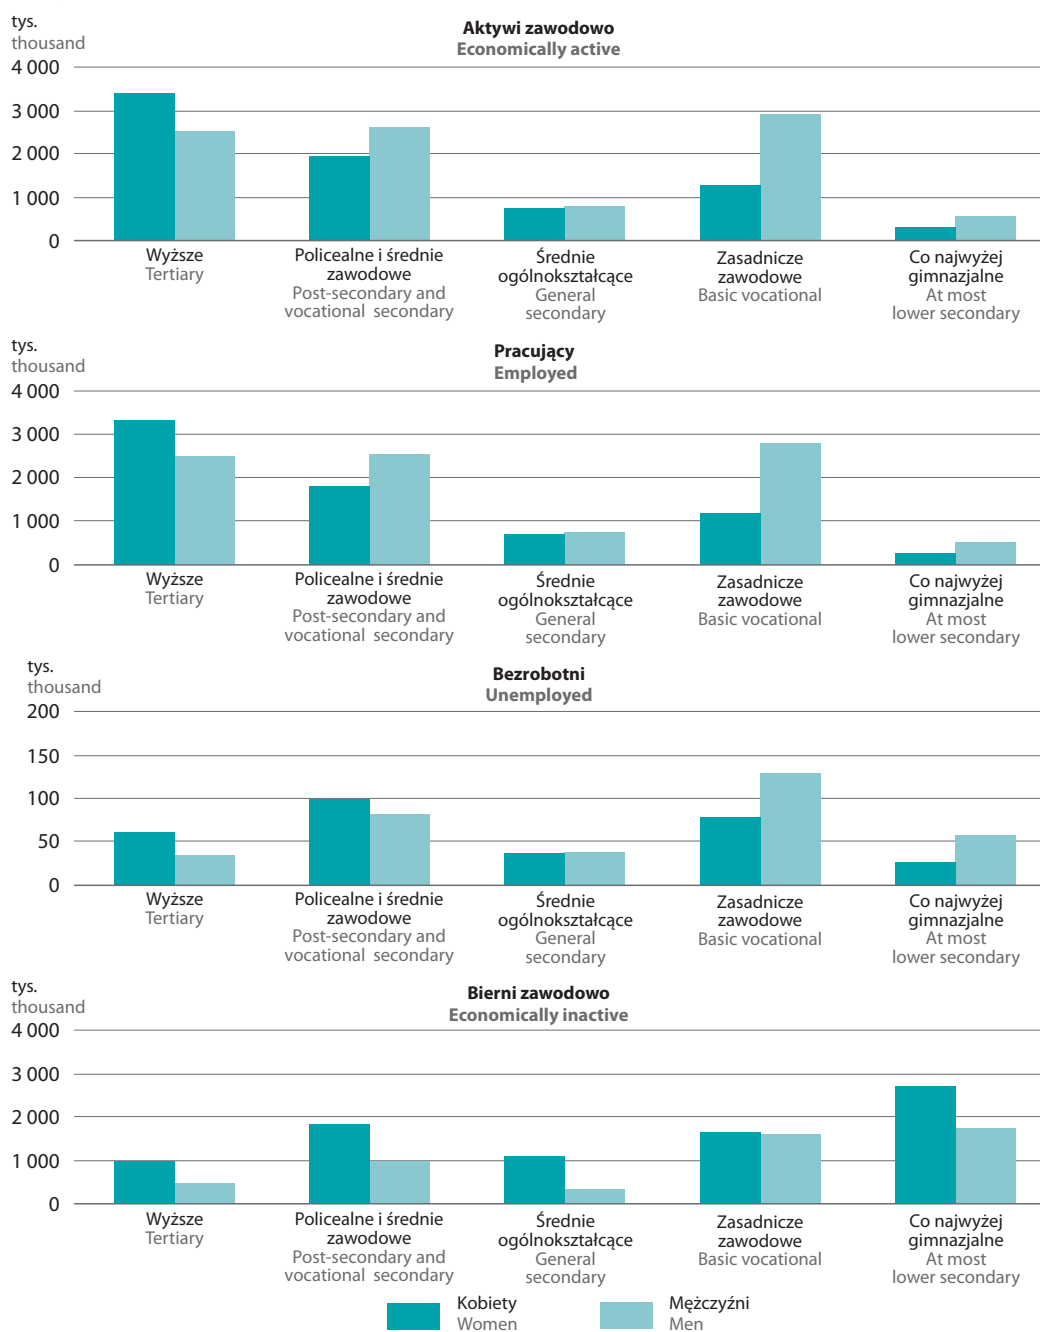 tys.
thousand
Aktywi zawodowo
Economically active
4 000
3 000
2 000
1 000
0
Wyższe
Tertiary
Policealne i średnie
zawodowe
Post-secondary and
vocational secondary
Średnie
ogólnokształcące
General
secondary
Zasadnicze
zawodowe
Basic vocational
Co najwyżej
gimnazjalne
At most
lower secondary
tys.
thousand
Pracujący
Employed
4 000
3 000
2 000
1 000
0
Wyższe
Tertiary
Policealne i średnie
zawodowe
Post-secondary and
vocational secondary
Średnie
ogólnokształcące
General
secondary
Zasadnicze
zawodowe
Basic vocational
Co najwyżej
gimnazjalne
At most
lower secondary
tys.
thousand
Bezrobotni
Unemployed
200
150
100
50
0
Wyższe
Tertiary
Policealne i średnie
zawodowe
Post-secondary and
vocational secondary
Średnie
ogólnokształcące
General
secondary
Zasadnicze
zawodowe
Basic vocational
Co najwyżej
gimnazjalne
At most
lower secondary
tys.
thousand
Bierni zawodowo
Economically inactive
4 000
3 000
2 000
1 000
0
Wyższe
Tertiary
Policealne i średnie
zawodowe
Post-secondary and
vocational secondary
Średnie
ogólnokształcące
General
secondary
Zasadnicze
zawodowe
Basic vocational
Co najwyżej
gimnazjalne
At most
lower secondary
Kobiety
Women
Mężczyźni
Men